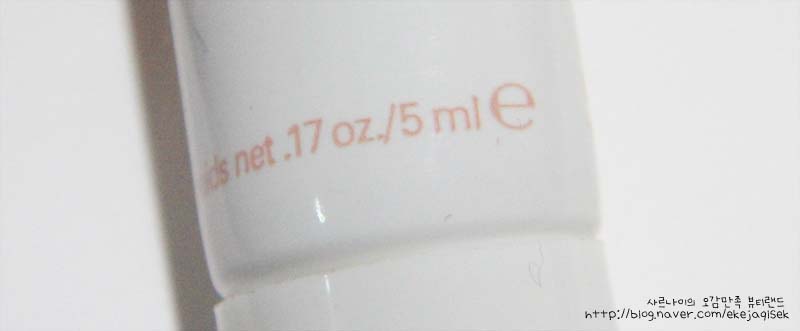 ds net .17 oz./5 ml ℮
사르나이의 오감만족 뷰티랜드
http://blog.naver.com/ekejagisek